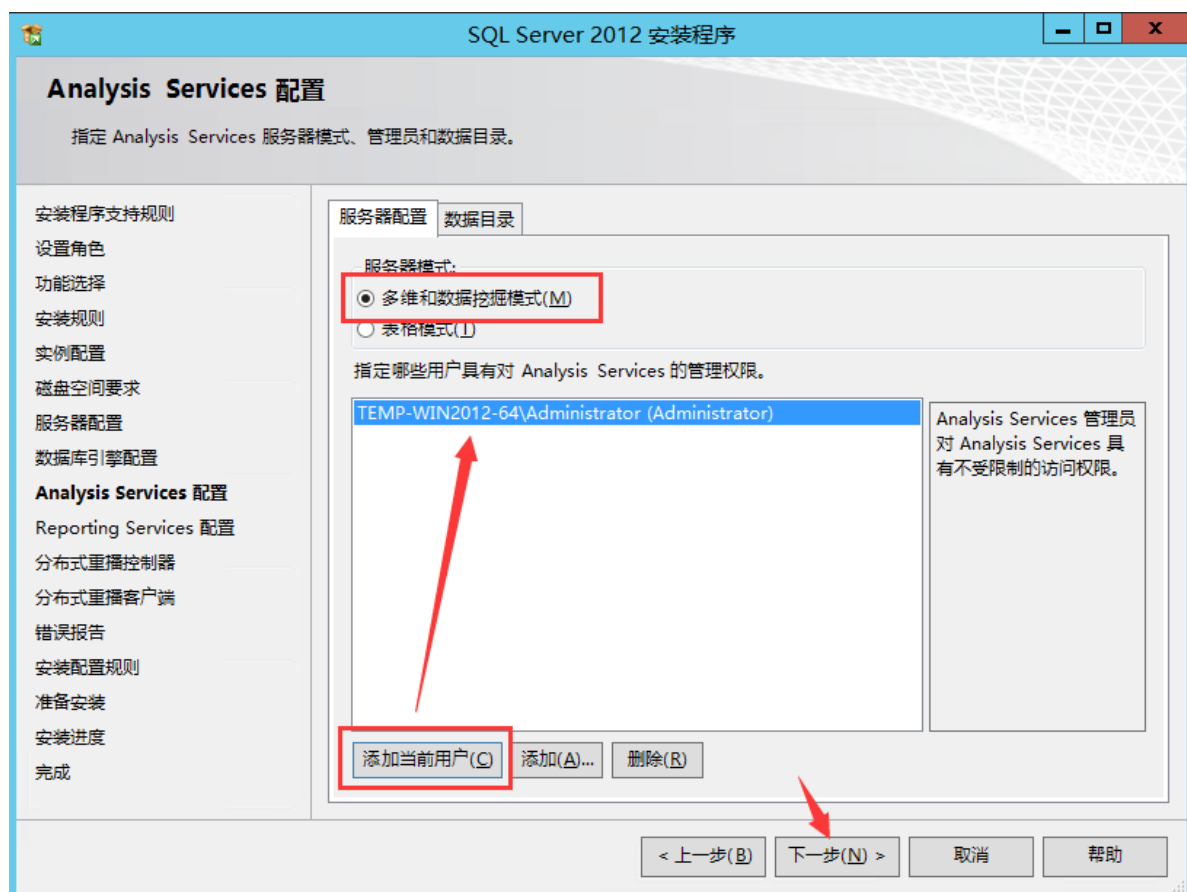 SQL Server 2012 安装程序
Analysis Services 配置
指定 Analysis Services 服务器模式、管理员和数据目录。
安装程序支持规则
设置角色
功能选择
安装规则
实例配置
磁盘空间要求
服务器配置
数据库引擎配置
Analysis Services 配置
Reporting Services 配置
分布式重播控制器
分布式重播客户端
错误报告
安装配置规则
准备安装
安装进度
完成
服务器配置 数据目录
服务器模式:
多维和数据挖掘模式(M)
表格模式(T)
指定哪些用户具有对 Analysis Services 的管理权限。
TEMP-WIN2012-64\Administrator (Administrator)
Analysis Services 管理员
对 Analysis Services 具
有不受限制的访问权限。
添加当前用户(C) 添加(A)... 删除(R)
< 上一步(B) 下一步(N) > 取消 帮助